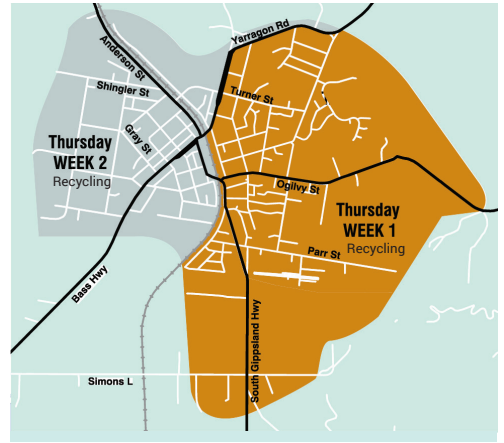 Yarragon Rd
Anderson St
Shingler St
Turner St
Gray St
Thursday
WEEK 2
Recycling
Ogilvy St
Thursday
WEEK 1
Recycling
Parr St
Bass Hwy
South Gippsland Hwy
Simons L